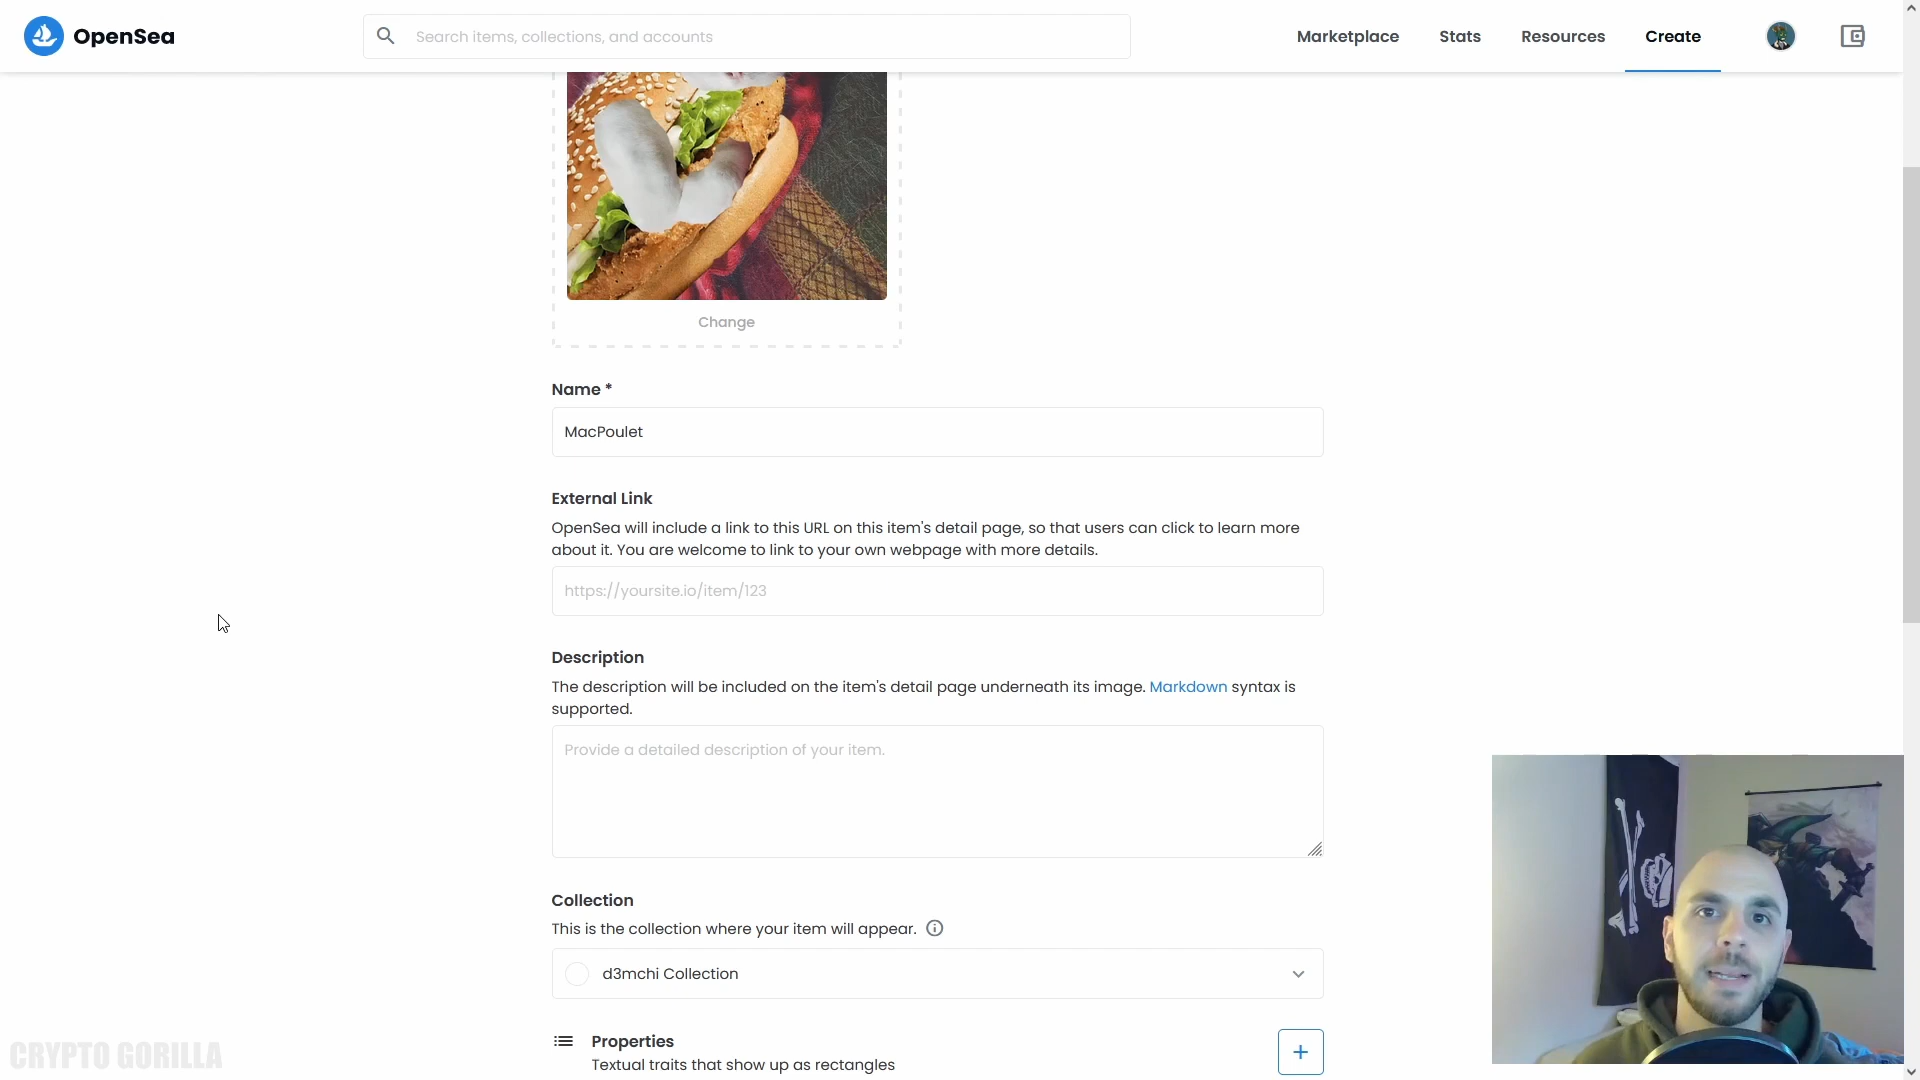 OpenSea
Search items, collections, and accounts
Marketplace
Stats
Resources
Create
Change
Name *
MacPoulet
External Link
OpenSea will include a link to this URL on this item's detail page, so that users can click to learn more
about it. You are welcome to link to your own webpage with more details.
https://yoursite.io/item/123
Description
The description will be included on the item's detail page underneath its image. Markdown syntax is
supported.
Provide a detailed description of your item.
Collection
This is the collection where your item will appear.
d3mchi Collection
Properties
Textual traits that show up as rectangles
CRYPTO GORILLA